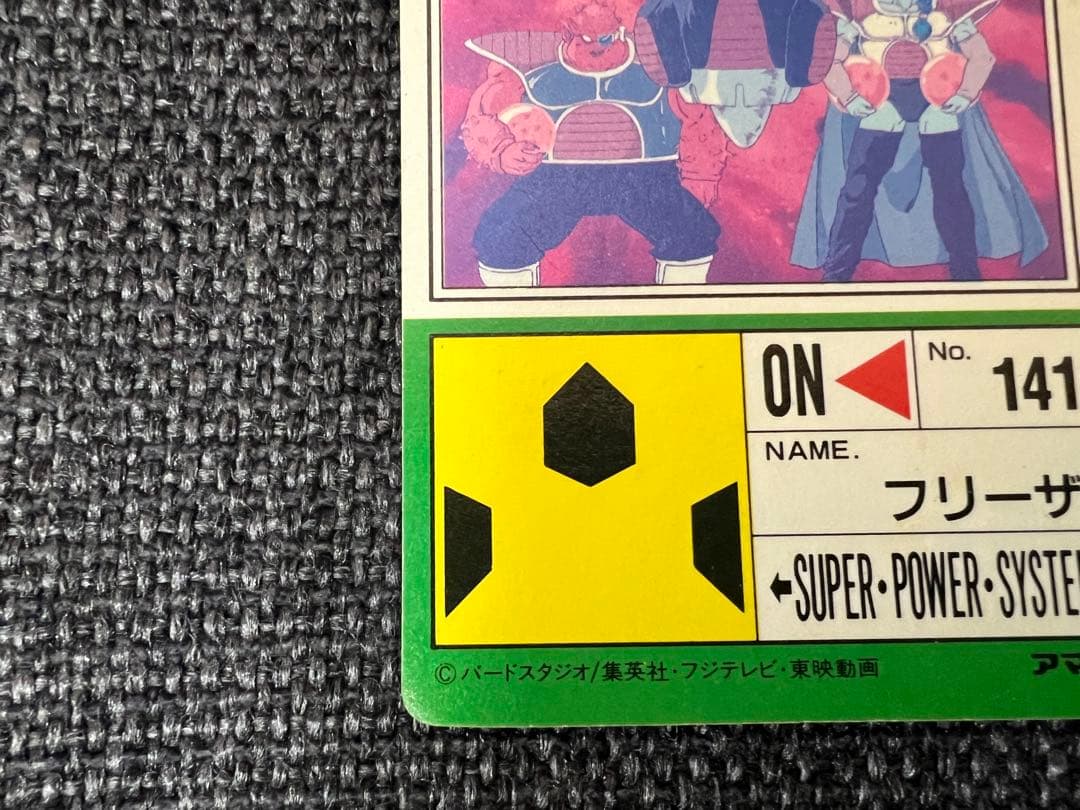 ON
No.
141
NAME.
フリーザ
←SUPER・POWER・SYSTE
© バードスタジオ/集英社・フジテレビ・東映動画
アマ